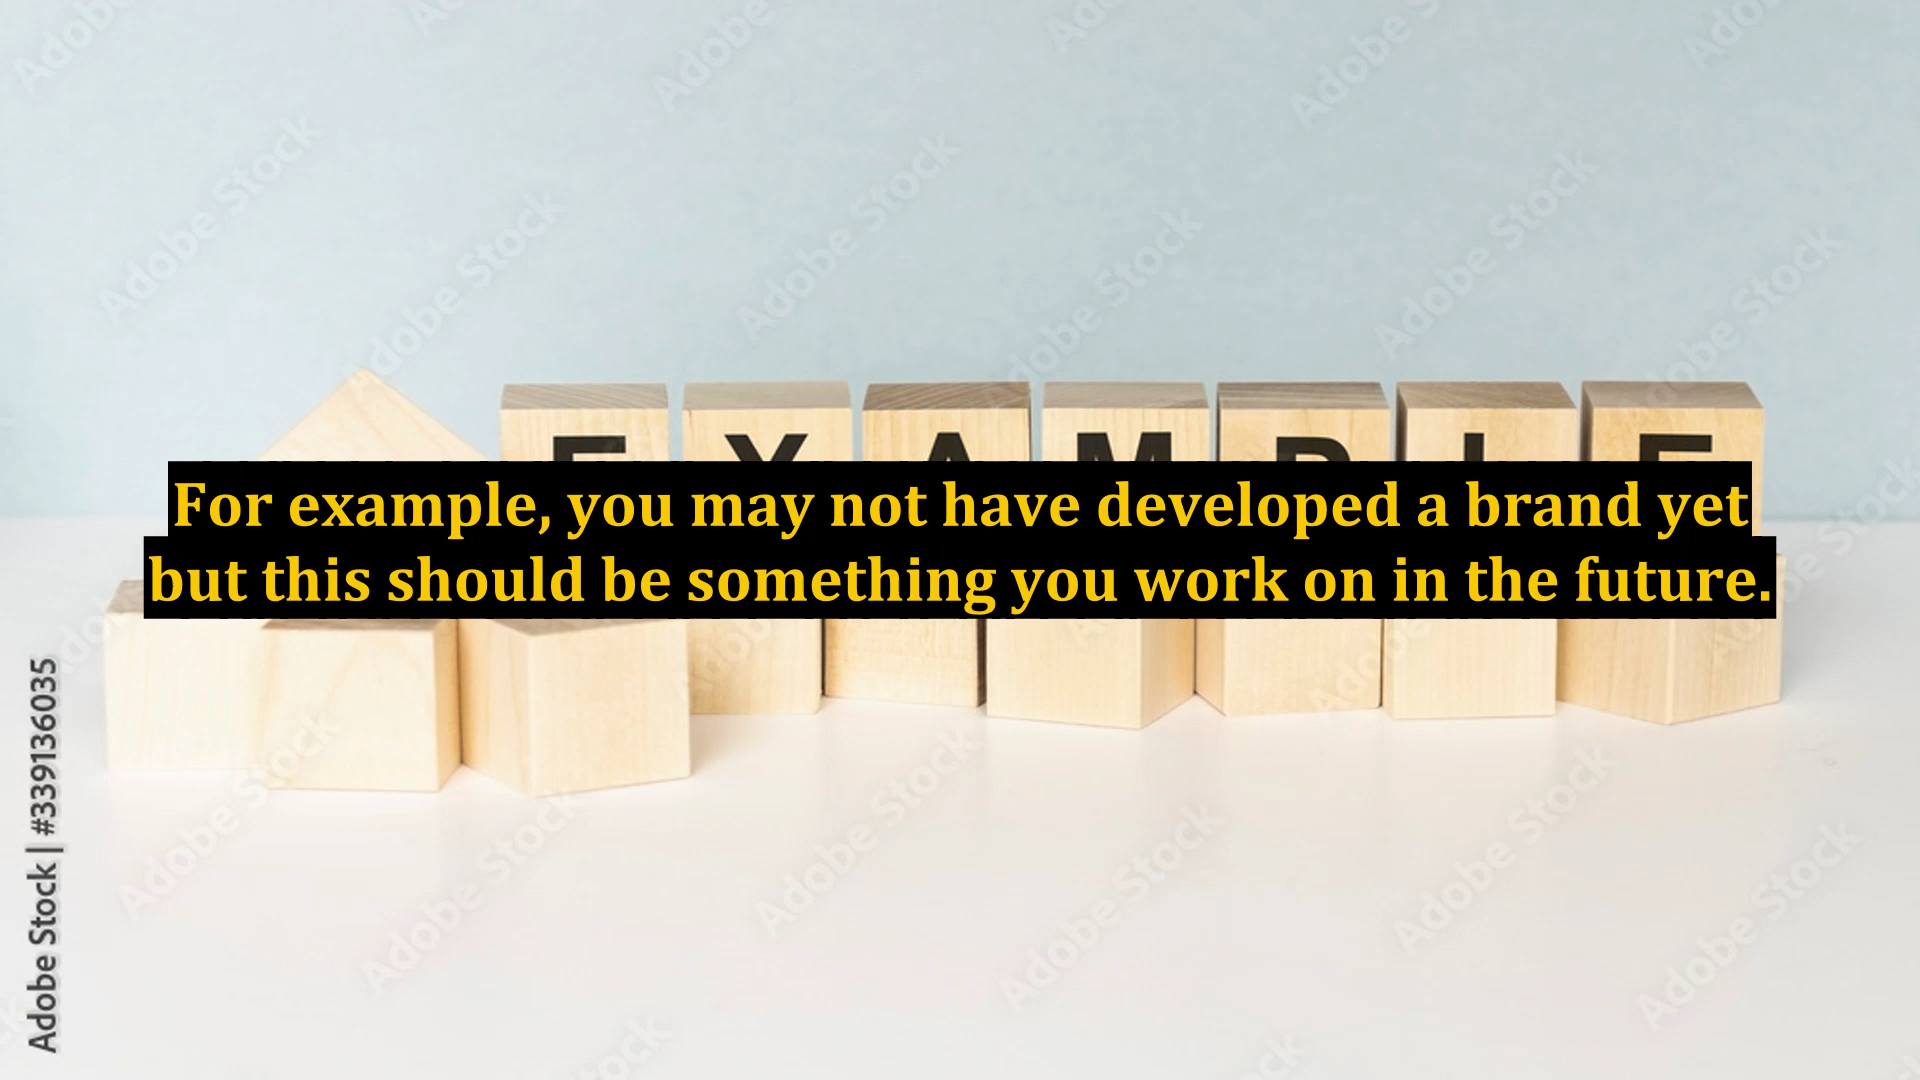 EXAMPLE
For example, you may not have developed a brand yet
but this should be something you work on in the future.
Adobe Stock | #339136035